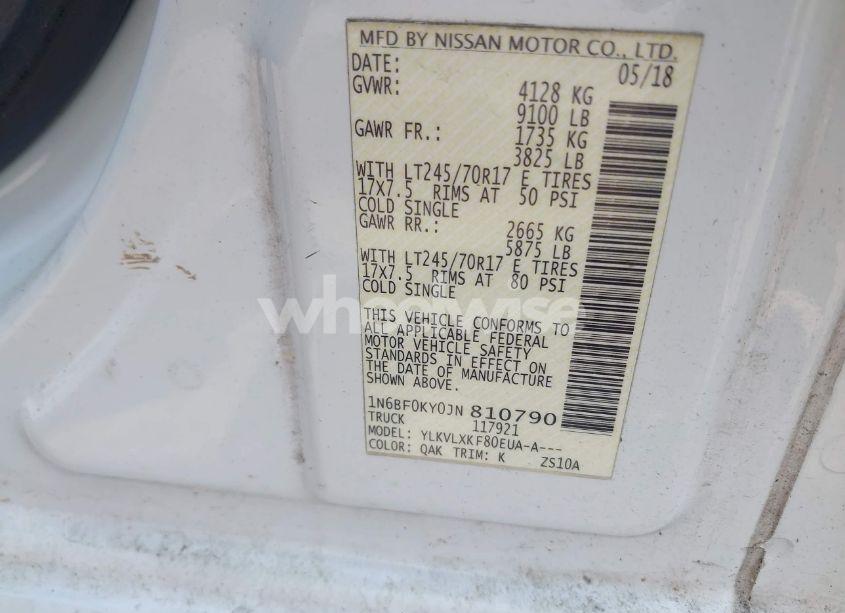 MFD BY NISSAN MOTOR CO., LTD.
DATE: 05/18
GVWR: 4128 KG
9100 LB
GAWR FR.: 1735 KG
3825 LB
WITH LT245/70R17 E TIRES
17X7.5 RIMS AT 50 PSI
COLD SINGLE
GAWR RR.: 2665 KG
5875 LB
WITH LT245/70R17 E TIRES
17X7.5 RIMS AT 80 PSI
COLD SINGLE
wheelwise
THIS VEHICLE CONFORMS TO
ALL APPLICABLE FEDERAL
MOTOR VEHICLE SAFETY
STANDARDS IN EFFECT ON
THE DATE OF MANUFACTURE
SHOWN ABOVE.
1N6BF0KY0JN 810790
TRUCK 117921
MODEL: YLKVLXKF80EUA-A---
COLOR: QAK TRIM: K ZS10A